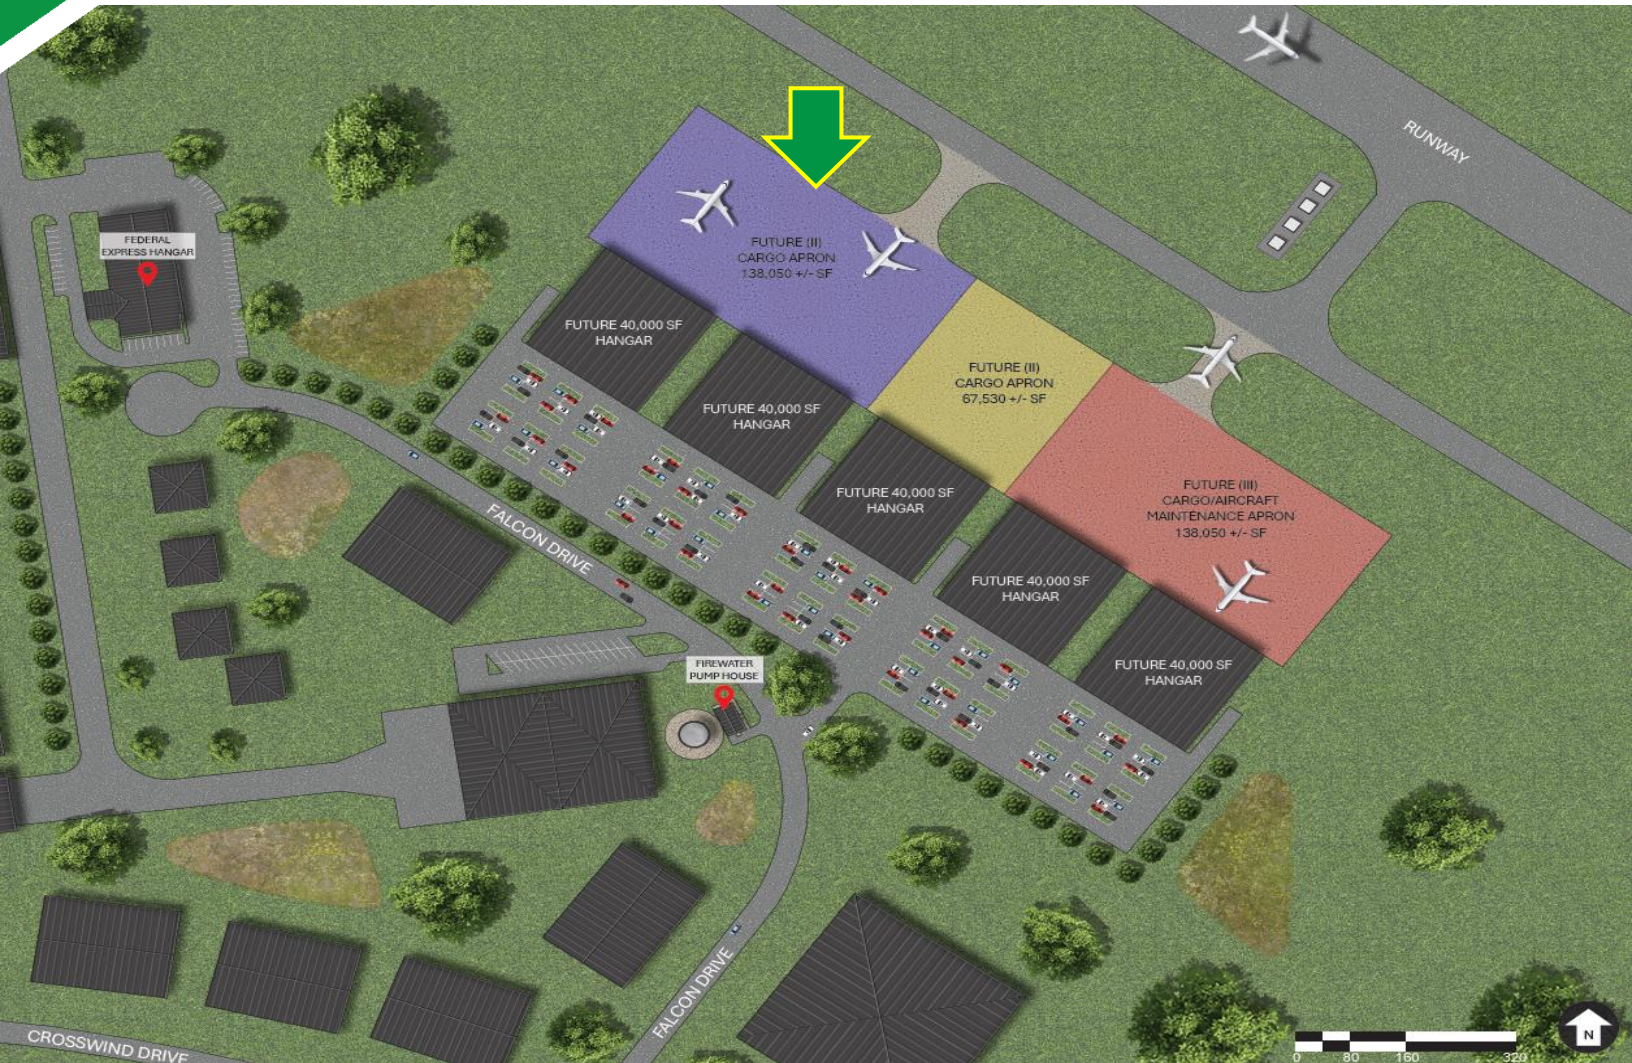 RUNWAY
FEDERAL
EXPRESS HANGAR
FUTURE (II)
CARGO APRON
138,050 +/- SF
FUTURE 40,000 SF
HANGAR
FUTURE (II)
CARGO APRON
67,530 +/- SF
FUTURE 40,000 SF
HANGAR
FUTURE (III)
CARGO/AIRCRAFT
MAINTENANCE APRON
138,050 +/- SF
FUTURE 40,000 SF
HANGAR
FALCON DRIVE
FUTURE 40,000 SF
HANGAR
FIREWATER
PUMP HOUSE
FUTURE 40,000 SF
HANGAR
FALCON DRIVE
CROSSWIND DRIVE
N
0 80 160 320